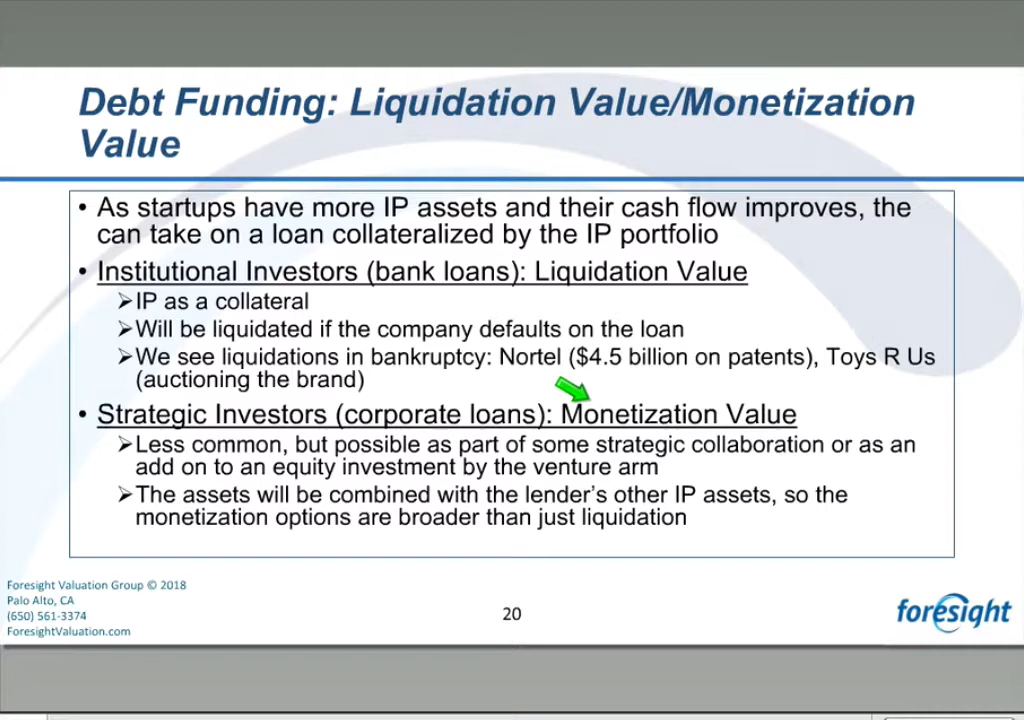 Debt Funding: Liquidation Value/Monetization
Value
• As startups have more IP assets and their cash flow improves, the
can take on a loan collateralized by the IP portfolio
• Institutional Investors (bank loans): Liquidation Value
➢IP as a collateral
➢Will be liquidated if the company defaults on the loan
➢We see liquidations in bankruptcy: Nortel ($4.5 billion on patents), Toys R Us
(auctioning the brand)
• Strategic Investors (corporate loans): Monetization Value
➢Less common, but possible as part of some strategic collaboration or as an
add on to an equity investment by the venture arm
➢The assets will be combined with the lender's other IP assets, so the
monetization options are broader than just liquidation
Foresight Valuation Group © 2018
Palo Alto, CA
(650) 561-3374
ForesightValuation.com
20
foresight